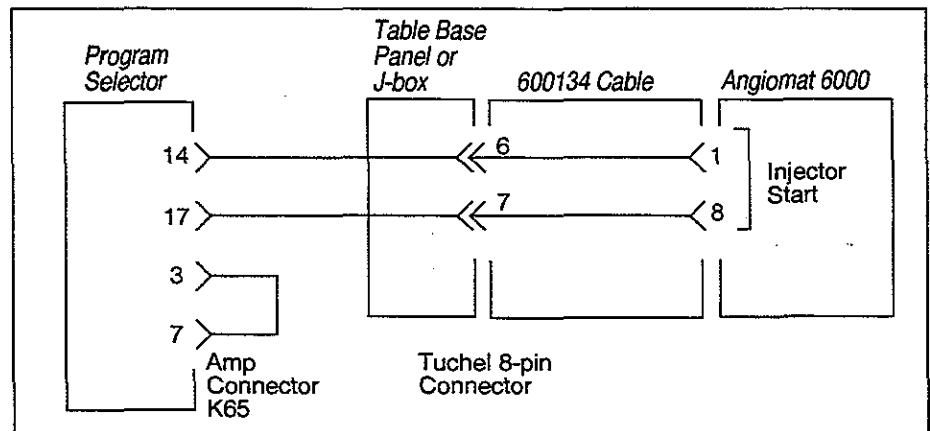 Program
Selector
Table Base
Panel or
J-box
600134 Cable
Angiomat 6000
14
6
1
Injector
Start
17
7
8
3
7
Amp
Connector
K65
Tuchel 8-pin
Connector